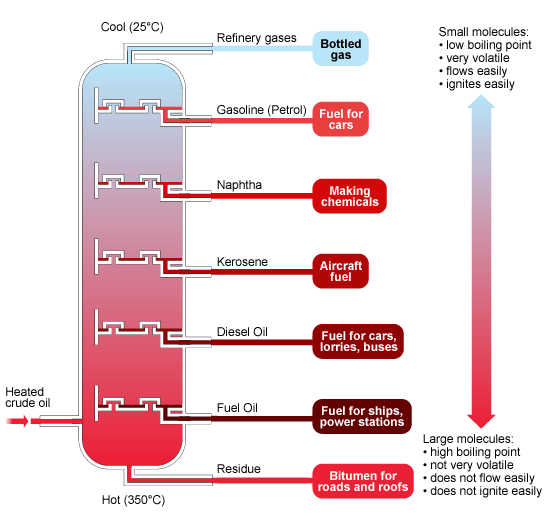 Cool (25°C)
Refinery gases
Bottled
gas
Gasoline (Petrol)
Fuel for
cars
Naphtha
Making
chemicals
Kerosene
Aircraft
fuel
Diesel Oil
Fuel for cars,
lorries, buses
Heated
crude oil
Fuel Oil
Fuel for ships,
power stations
Residue
Bitumen for
roads and roofs
Hot (350°C)
Small molecules:
• low boiling point
• very volatile
• flows easily
• ignites easily
Large molecules:
• high boiling point
• not very volatile
• does not flow easily
• does not ignite easily